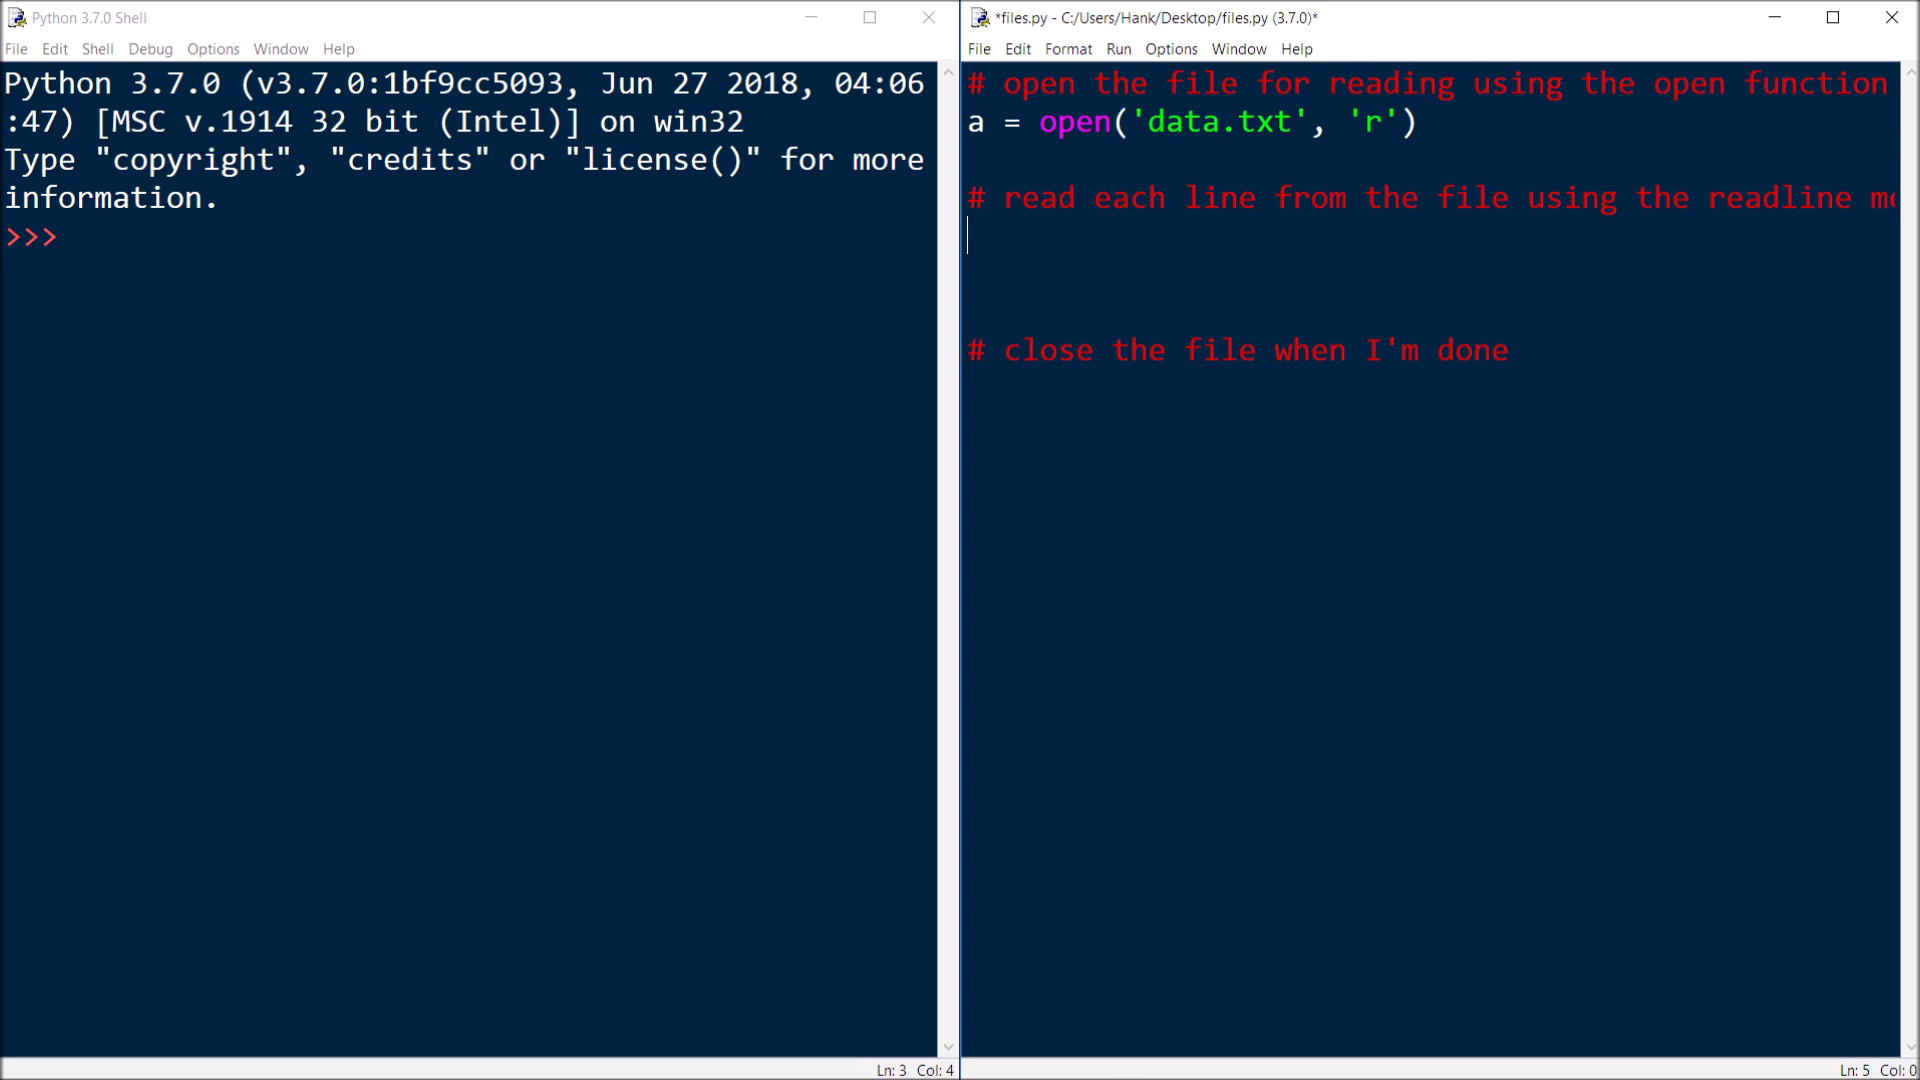 Python 3.7.0 Shell
File Edit Shell Debug Options Window Help
Python 3.7.0 (v3.7.0:1bf9cc5093, Jun 27 2018, 04:06
:47) [MSC v.1914 32 bit (Intel)] on win32
Type "copyright", "credits" or "license()" for more
information.
>>>
Ln: 3 Col: 4
*files.py - C:/Users/Hank/Desktop/files.py (3.7.0)*
File Edit Format Run Options Window Help
# open the file for reading using the open function
a = open('data.txt', 'r')
# read each line from the file using the readline
# close the file when I'm done
Ln: 5 Col: 0